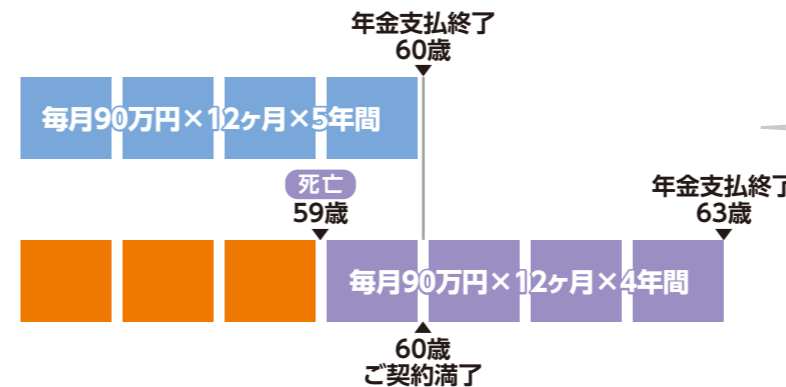 年金支払終了
60歳
毎月90万円×12ヶ月×5年間
死亡
59歳
年金支払終了
63歳
毎月90万円×12ヶ月×4年間
60歳
ご契約満了